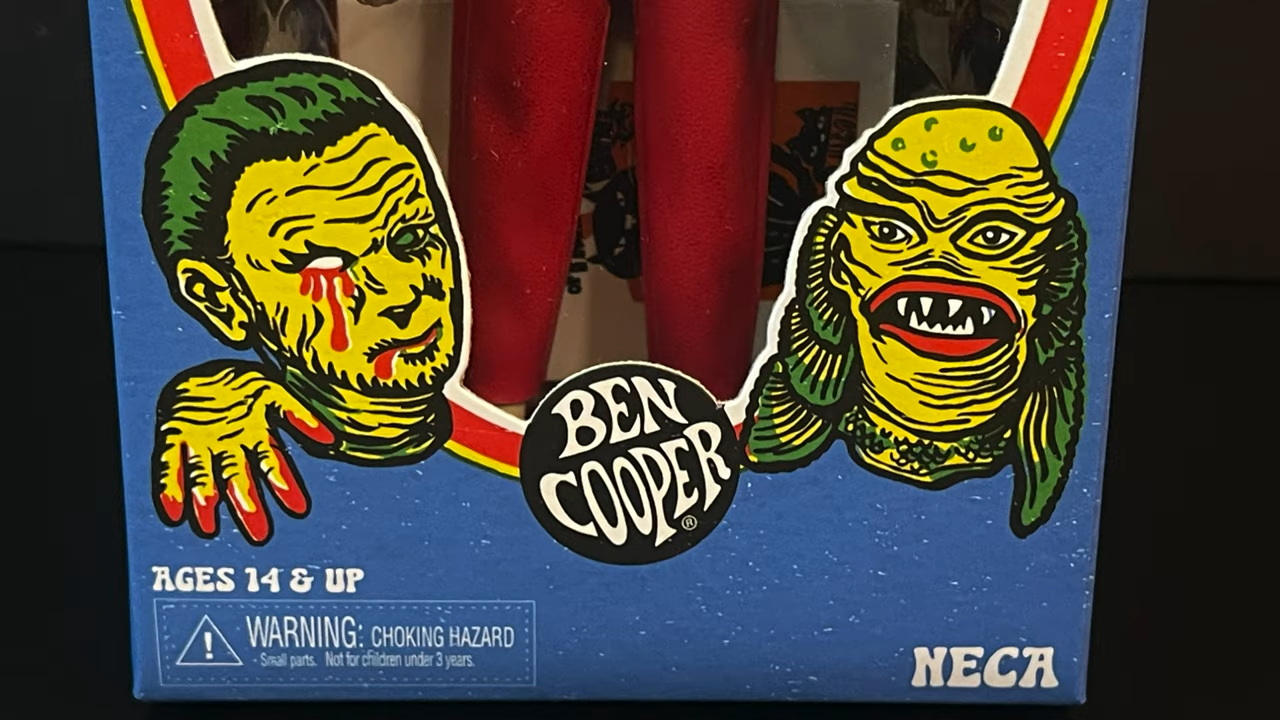 BEN
COOPER®
AGES 14 & UP
WARNING: CHOKING HAZARD
- Small parts. Not for children under 3 years.
NECA